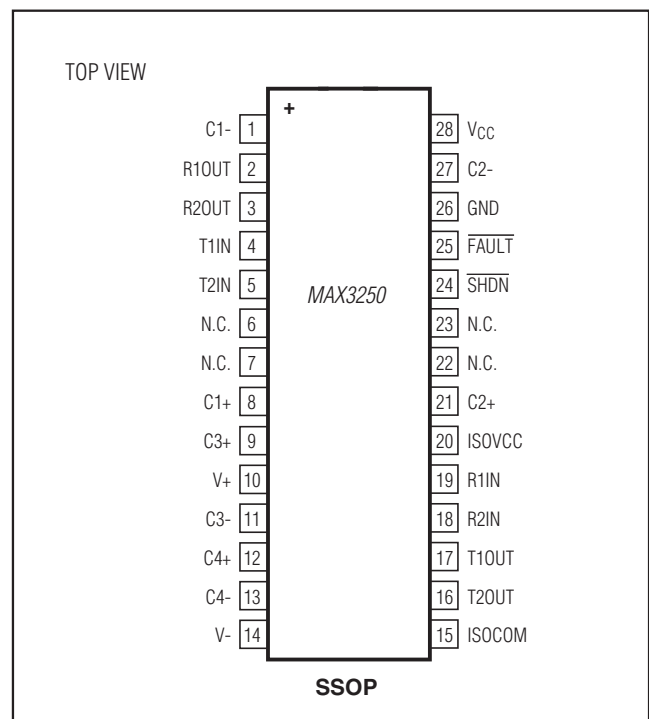 TOP VIEW
+
C1- 1 28 VCC
R1OUT 2 27 C2-
R2OUT 3 26 GND
T1IN 4 25 FAULT
T2IN 5 24 SHDN
MAX3250
N.C. 6 23 N.C.
N.C. 7 22 N.C.
C1+ 8 21 C2+
C3+ 9 20 ISOVCC
V+ 10 19 R1IN
C3- 11 18 R2IN
C4+ 12 17 T1OUT
C4- 13 16 T2OUT
V- 14 15 ISOCOM
SSOP